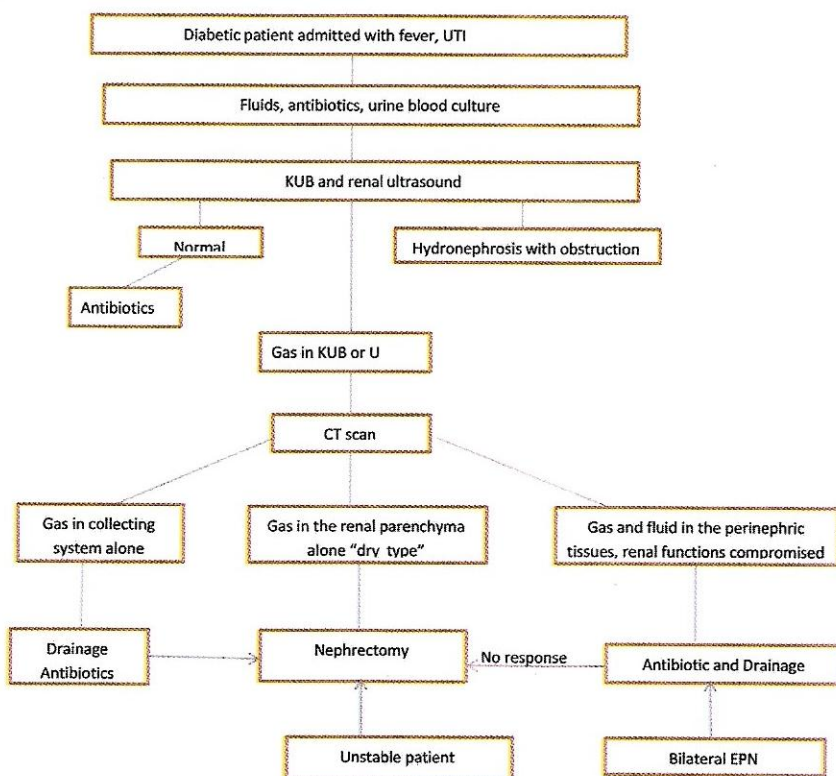 Diabetic patient admitted with fever, UTI
Fluids, antibiotics, urine blood culture
KUB and renal ultrasound
Normal
Hydronephrosis with obstruction
Antibiotics
Gas in KUB or U
CT scan
Gas in collecting
system alone
Gas in the renal parenchyma
alone “dry type”
Gas and fluid in the perinephric
tissues, renal functions compromised
Drainage
Antibiotics
Nephrectomy
No response
Antibiotic and Drainage
Unstable patient
Bilateral EPN